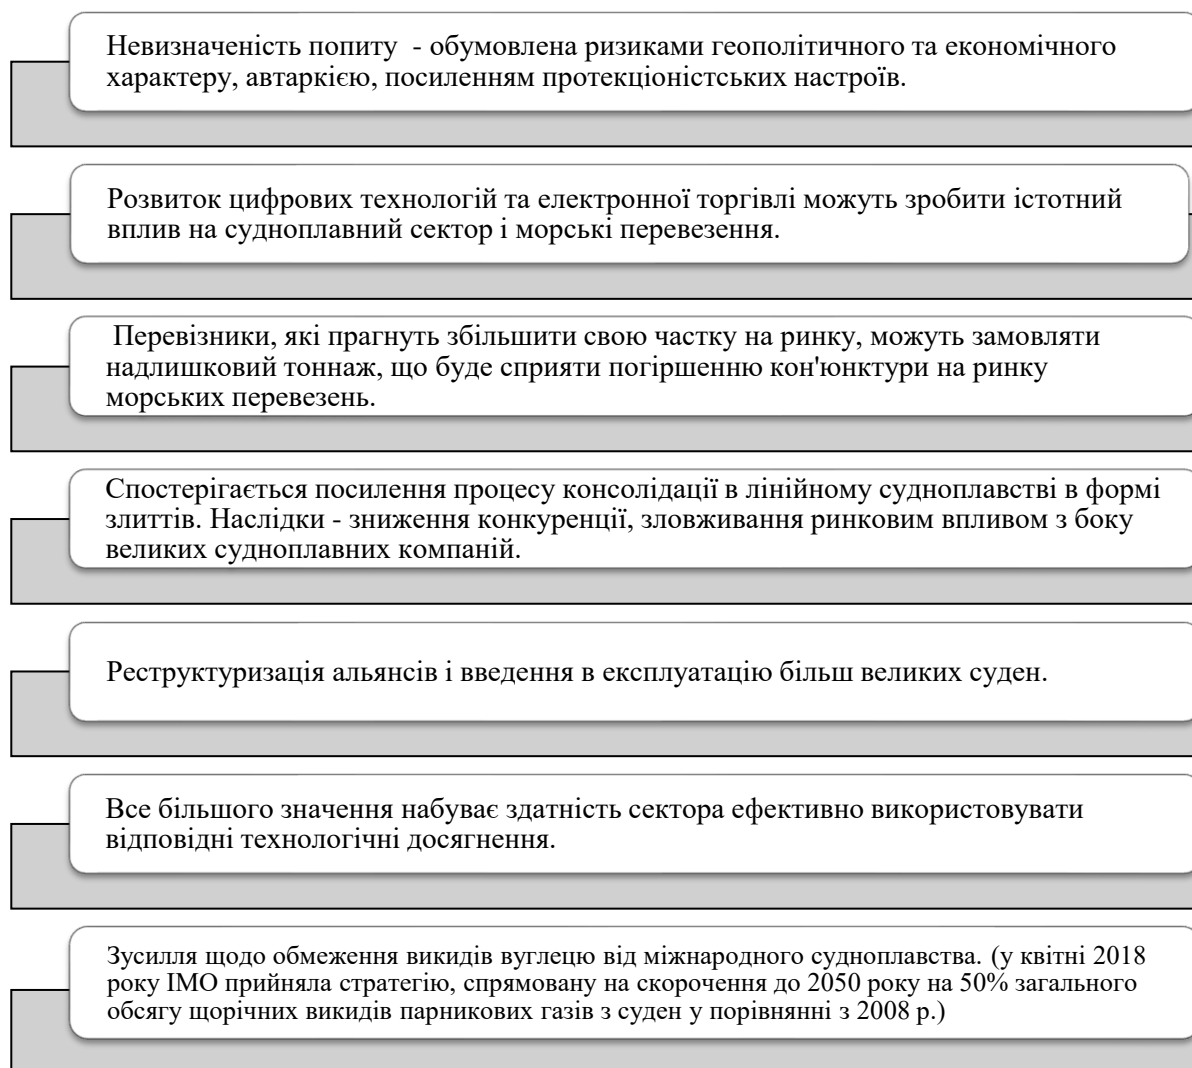 Невизначеність попиту  - обумовлена ризиками геополітичного та економічного
характеру, автаркією, посиленням протекціоністських настроїв.
Розвиток цифрових технологій та електронної торгівлі можуть зробити істотний
вплив на судноплавний сектор і морські перевезення.
Перевізники, які прагнуть збільшити свою частку на ринку, можуть замовляти
надлишковий тоннаж, що буде сприяти погіршенню кон'юнктури на ринку
морських перевезень.
Спостерігається посилення процесу консолідації в лінійному судноплавстві в формі
злиттів. Наслідки - зниження конкуренції, зловживання ринковим впливом з боку
великих судноплавних компаній.
Реструктуризація альянсів і введення в експлуатацію більш великих суден.
Все більшого значення набуває здатність сектора ефективно використовувати
відповідні технологічні досягнення.
Зусилля щодо обмеження викидів вуглецю від міжнародного судноплавства. (у квітні 2018
року ІМО прийняла стратегію, спрямовану на скорочення до 2050 року на 50% загального
обсягу щорічних викидів парникових газів з суден у порівнянні з 2008 р.)